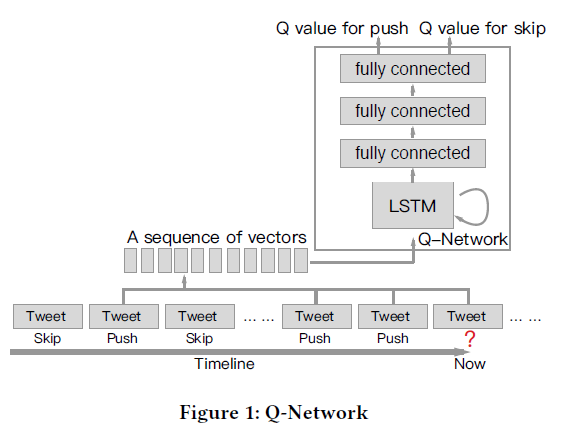 Q value for push Q value for skip
fully connected
fully connected
fully connected
LSTM
Q–Network
A sequence of vectors
Tweet Tweet Tweet ... ... Tweet Tweet Tweet ... ...
Skip Push Skip Push Push ?
Timeline Now
Figure 1: Q-Network